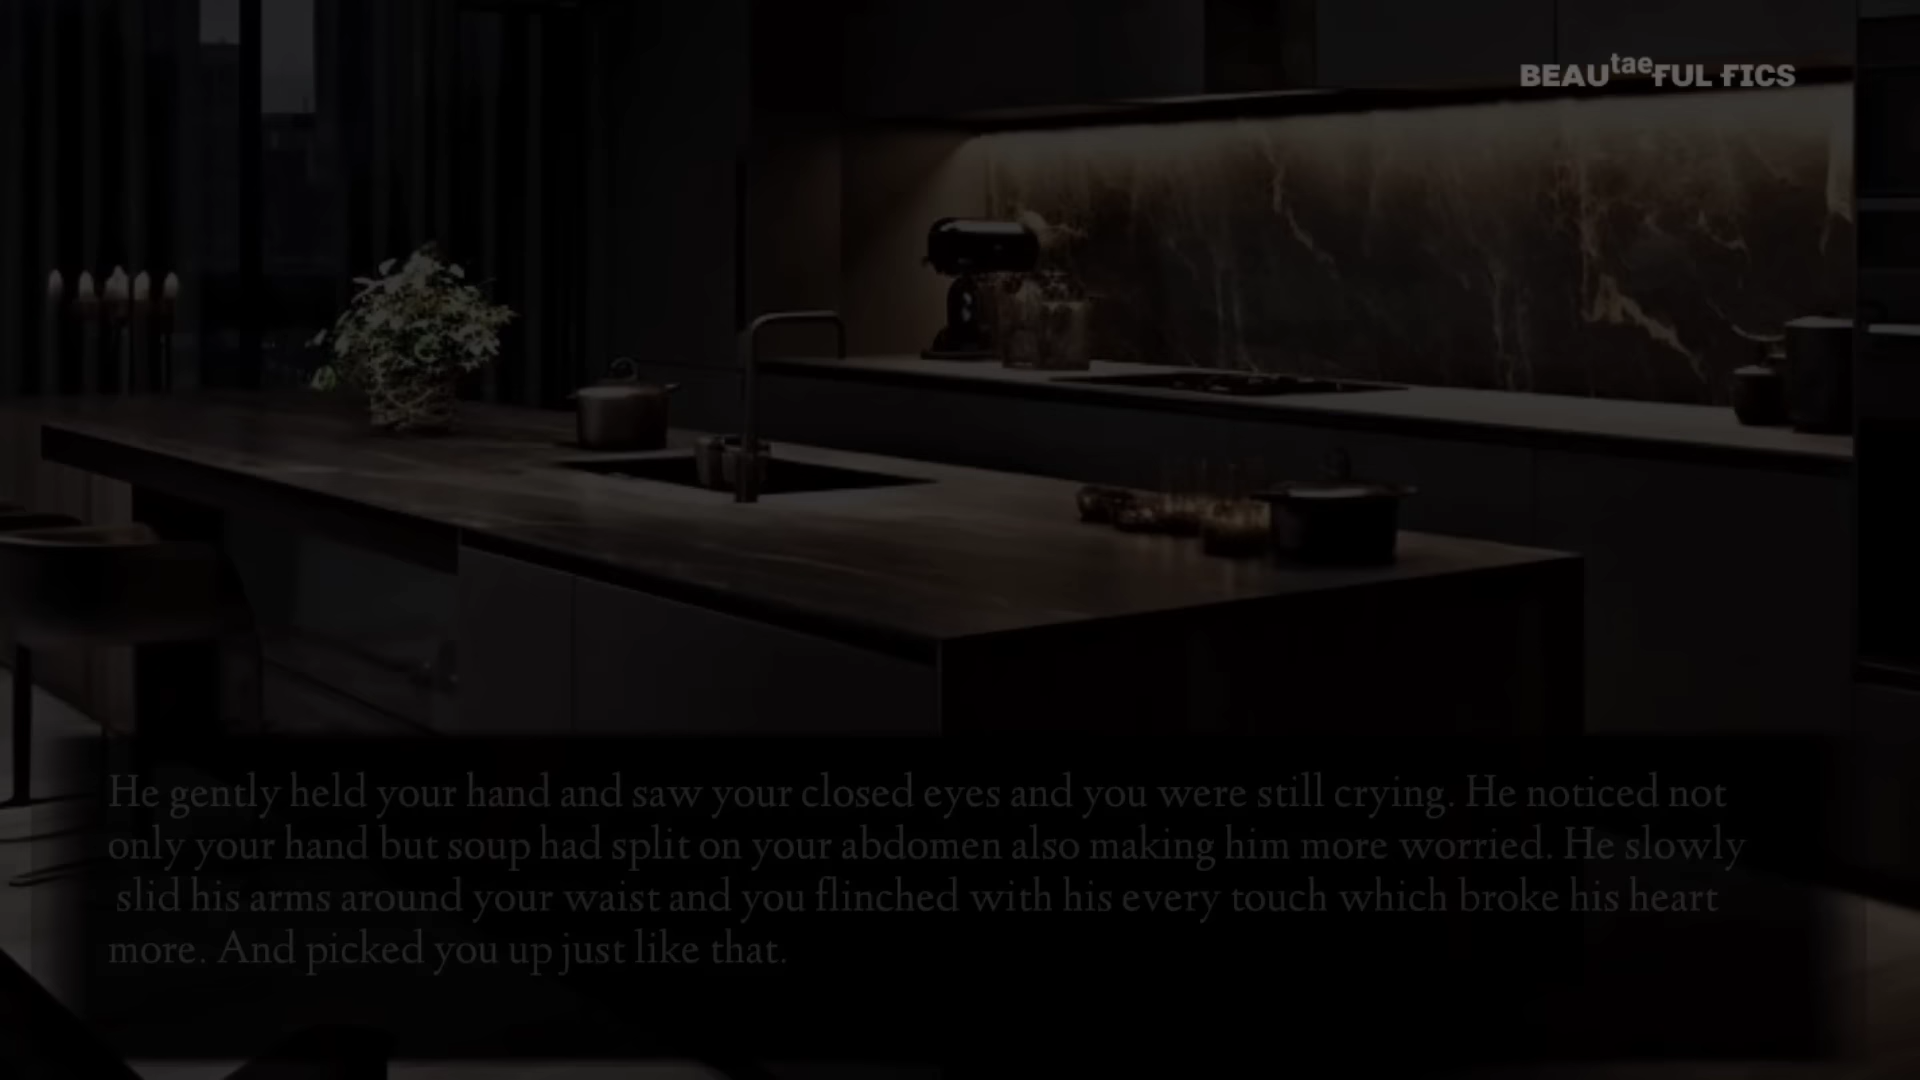 BEAUtaeFUL FICS
He gently held your hand and saw your closed eyes and you were still crying. He noticed not
only your hand but soup had split on your abdomen also making him more worried. He slowly
slid his arms around your waist and you flinched with his every touch which broke his heart
more. And picked you up just like that.